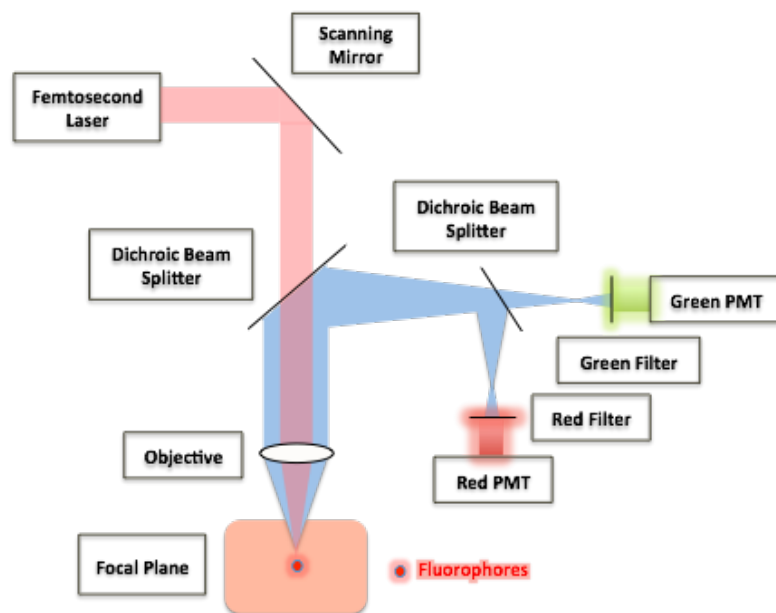 Scanning
Mirror
Femtosecond
Laser
Dichroic Beam
Splitter
Dichroic Beam
Splitter
Green PMT
Green Filter
Red Filter
Objective
Red PMT
Focal Plane
Fluorophores